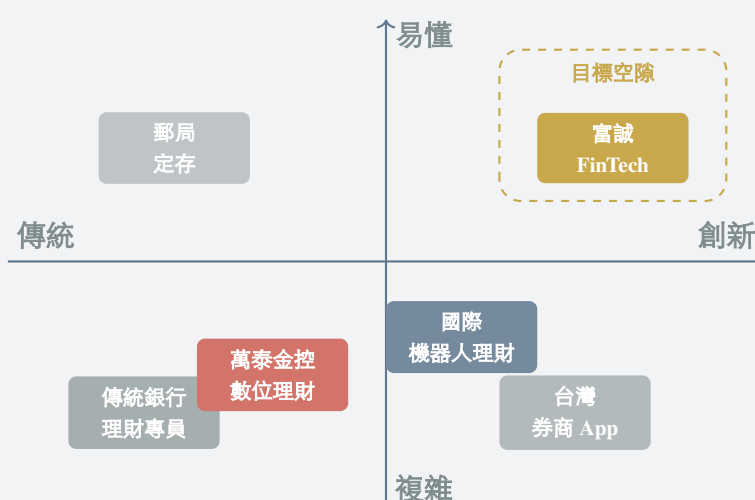 易懂
目標空隙
郵局
定存
富誠
FinTech
傳統
創新
國際
機器人理財
萬泰金控
數位理財
傳統銀行
理財專員
台灣
券商 App
複雜